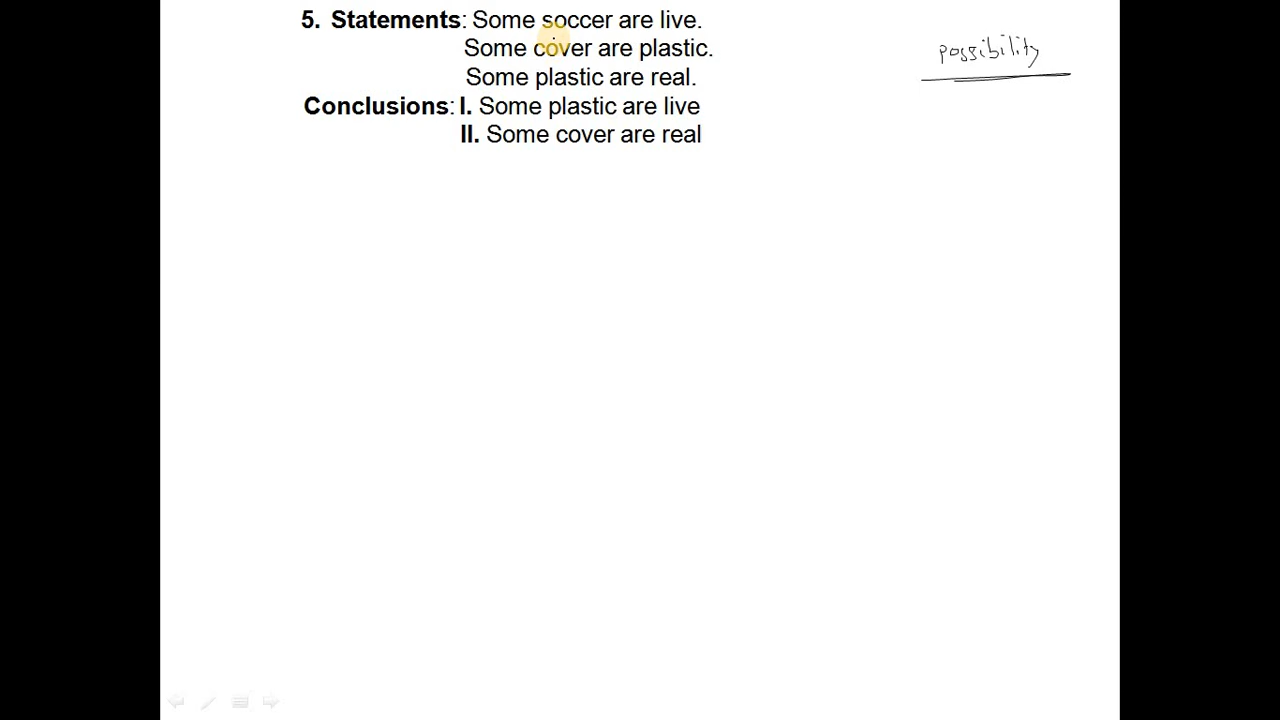 5. Statements: Some soccer are live.
possibility
Some cover are plastic.
Some plastic are real.
Conclusions: I. Some plastic are live
II. Some cover are real